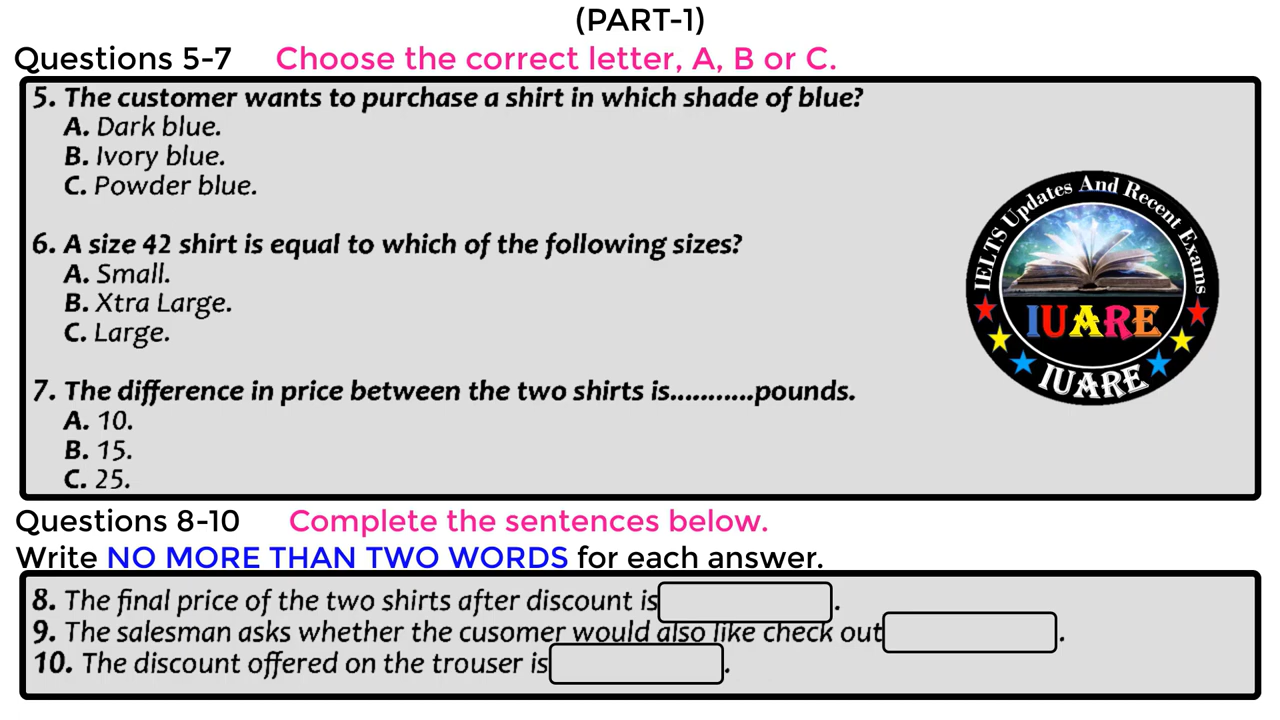 (PART-1)
Questions 5-7 Choose the correct letter, A, B or C.
5. The customer wants to purchase a shirt in which shade of blue?
A. Dark blue.
B. Ivory blue.
C. Powder blue.
6. A size 42 shirt is equal to which of the following sizes?
A. Small.
B. Xtra Large.
C. Large.
7. The difference in price between the two shirts is...........pounds.
A. 10.
B. 15.
C. 25.
IELTS Updates And Recent Exams
IUARE
IUARE
Questions 8-10 Complete the sentences below.
Write NO MORE THAN TWO WORDS for each answer.
8. The final price of the two shirts after discount is .
9. The salesman asks whether the cusomer would also like check out .
10. The discount offered on the trouser is .